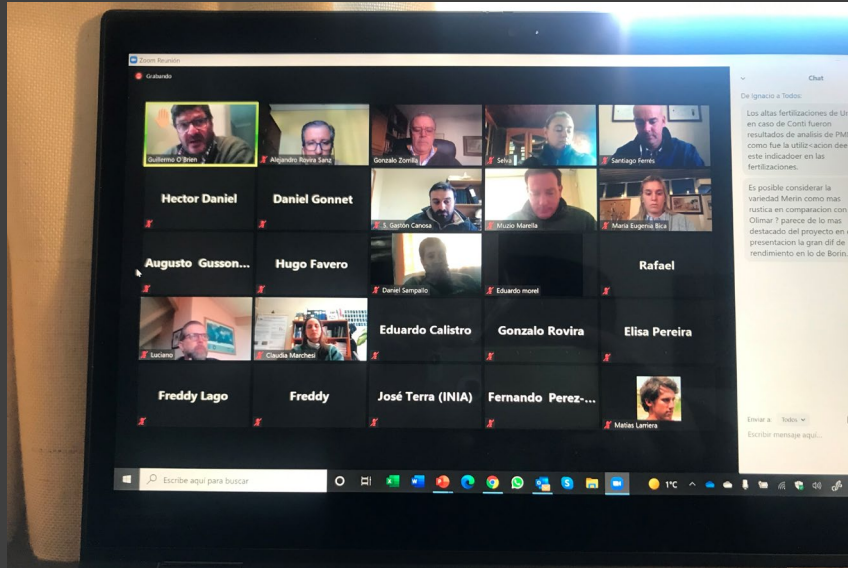 Zoom Reunión
Grabando
Guillermo O'Brien
Alejandro Rovira Sanz
Gonzalo Zorrilla
Selva
Santiago Ferrés
Hector Daniel
Daniel Gonnet
S. Gastón Canosa
Muzio Marella
María Eugenia Bica
Augusto Gusson...
Hugo Favero
Daniel Sampallo
Eduardo morel
Rafael
Luciano
Claudia Marchesi
Eduardo Calistro
Gonzalo Rovira
Elisa Pereira
Freddy Lago
Freddy
José Terra (INIA)
Fernando Perez-...
Matias Larriera
Chat
De Ignacio a Todos:
Los altas fertilizaciones de
en caso de Conti fueron
resultados de analisis de
como fue la
este indicadoer en las
fertilizaciones.
Es posible considerar la
variedad Merin como mas
rustica en comparacion con
Olimar ? parece de lo mas
destacado del proyecto en
presentacion la gran dif de
rendimiento en lo de Borin.
Enviar a: Todos
Escribir mensaje aquí...
Escribe aquí para buscar
1°C